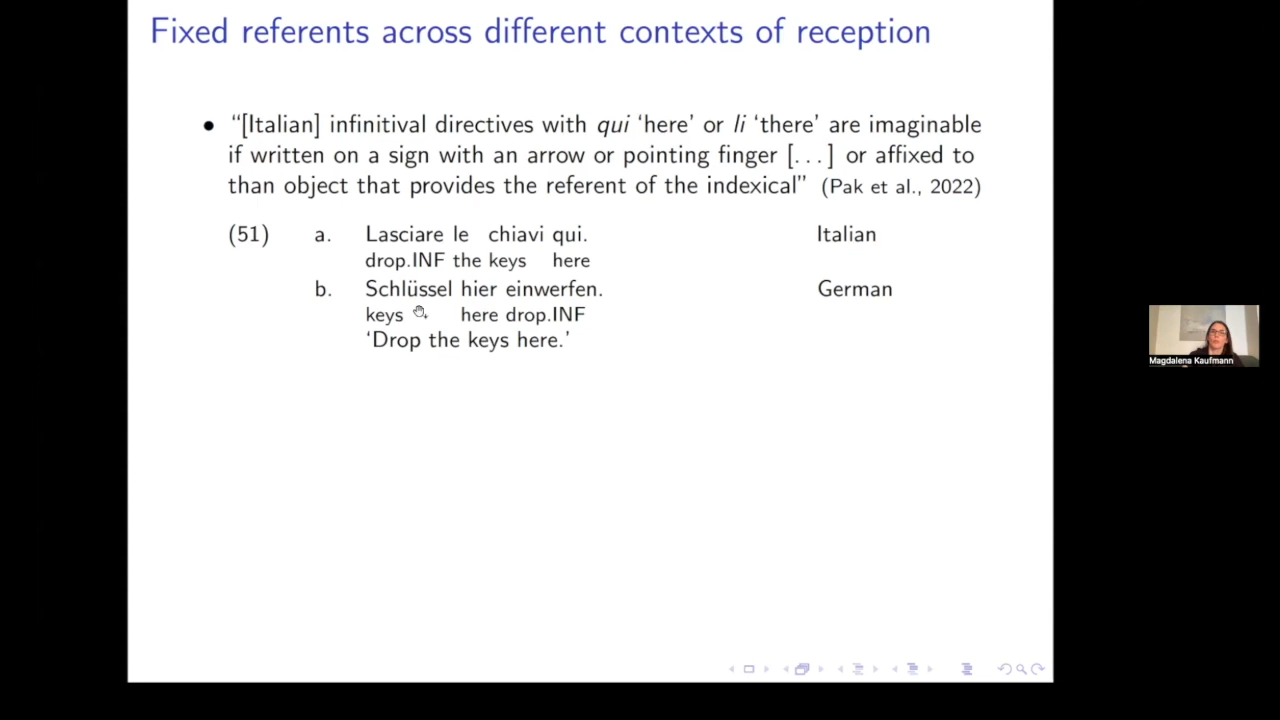 Fixed referents across different contexts of reception
• “[Italian] infinitival directives with qui ‘here’ or li ‘there’ are imaginable
if written on a sign with an arrow or pointing finger [...] or affixed to
than object that provides the referent of the indexical” (Pak et al., 2022)
(51) a. Lasciare le chiavi qui. Italian
drop.INF the keys here
b. Schlüssel hier einwerfen. German
keys here drop.INF
‘Drop the keys here.’
Magdalena Kaufmann